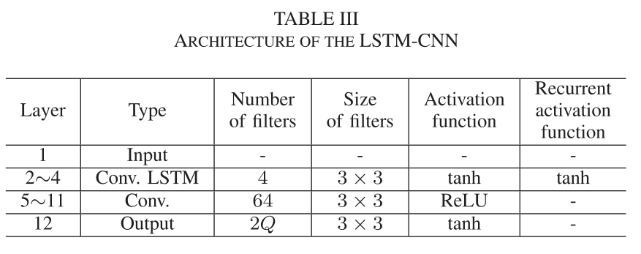 TABLE III
ARCHITECTURE OF THE LSTM-CNN
Layer Type Number of filters Size of filters Activation function Recurrent activation function
1 Input - - - -
2~4 Conv. LSTM 4 3 × 3 tanh tanh
5~11 Conv. 64 3 × 3 ReLU -
12 Output 2Q 3 × 3 tanh -